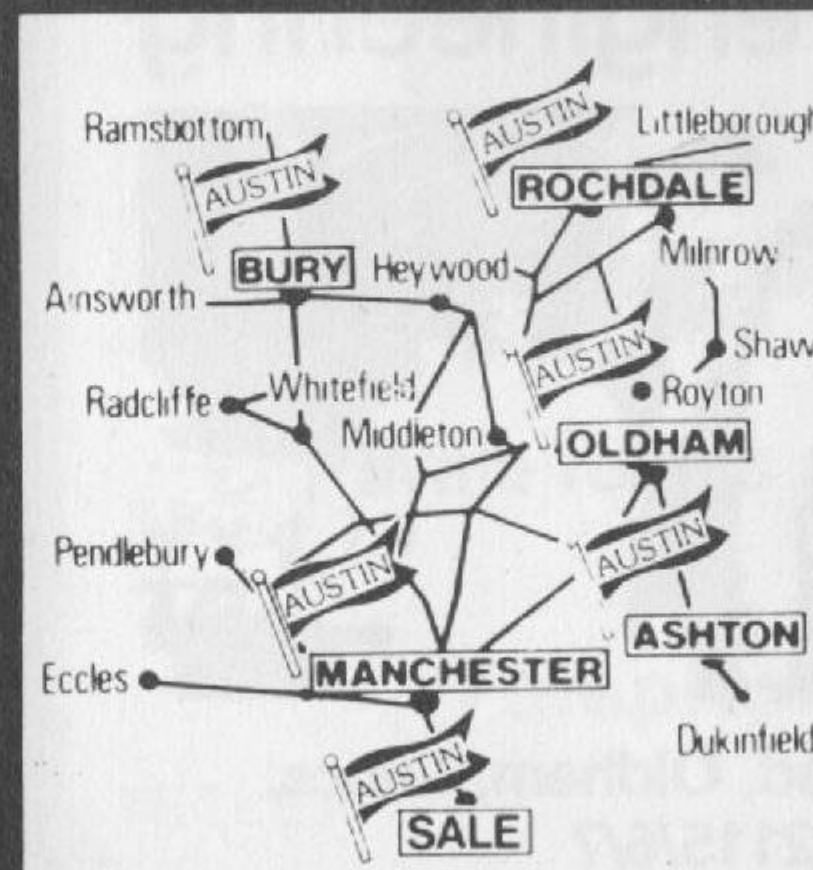 AUSTIN
Littleborough
Ramsbottom
AUSTIN
ROCHDALE
BURY
Heywood
Milnrow
Ainsworth
AUSTIN
Shaw
Radcliffe
Whitefield
Royton
Middleton
OLDHAM
Pendlebury
AUSTIN
AUSTIN
ASHTON
Eccles
MANCHESTER
Dukinfield
AUSTIN
SALE